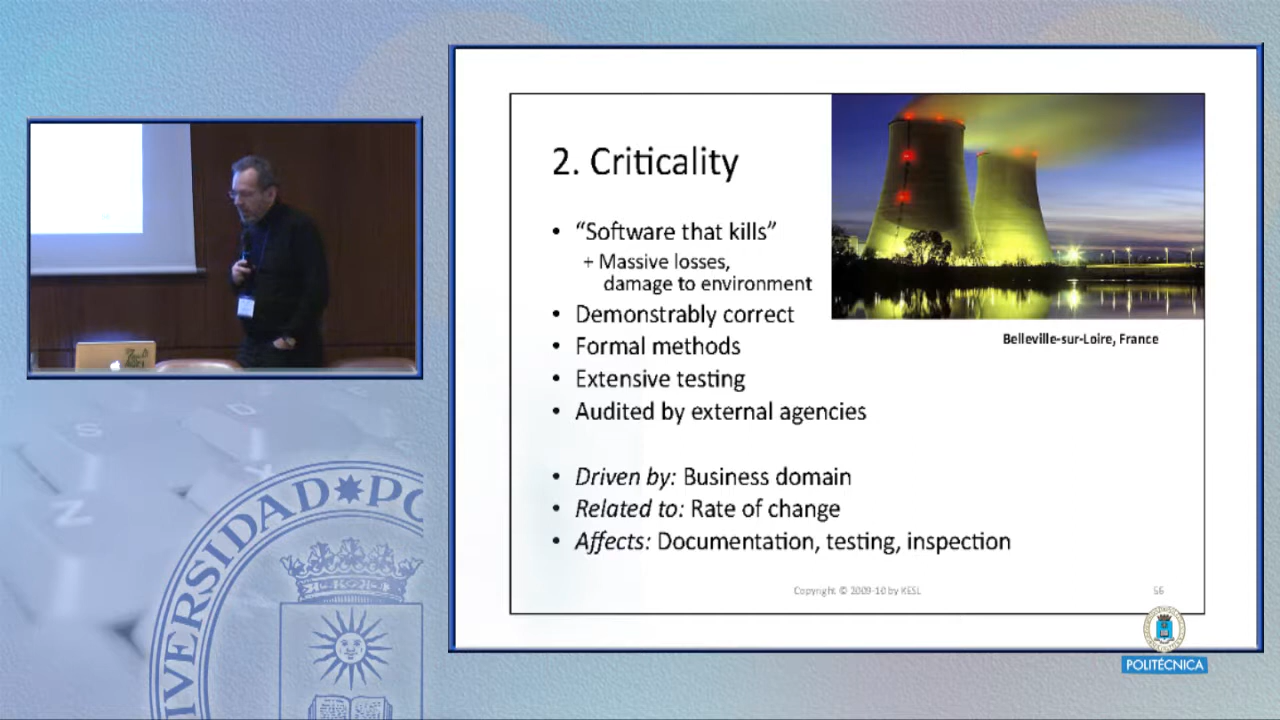 2. Criticality
• “Software that kills”
+ Massive losses,
damage to environment
• Demonstrably correct
• Formal methods
• Extensive testing
• Audited by external agencies
• Driven by: Business domain
• Related to: Rate of change
• Affects: Documentation, testing, inspection
Belleville-sur-Loire, France
Copyright © 2009-10 by KESL
POLITÉCNICA
VERSIDAD PO